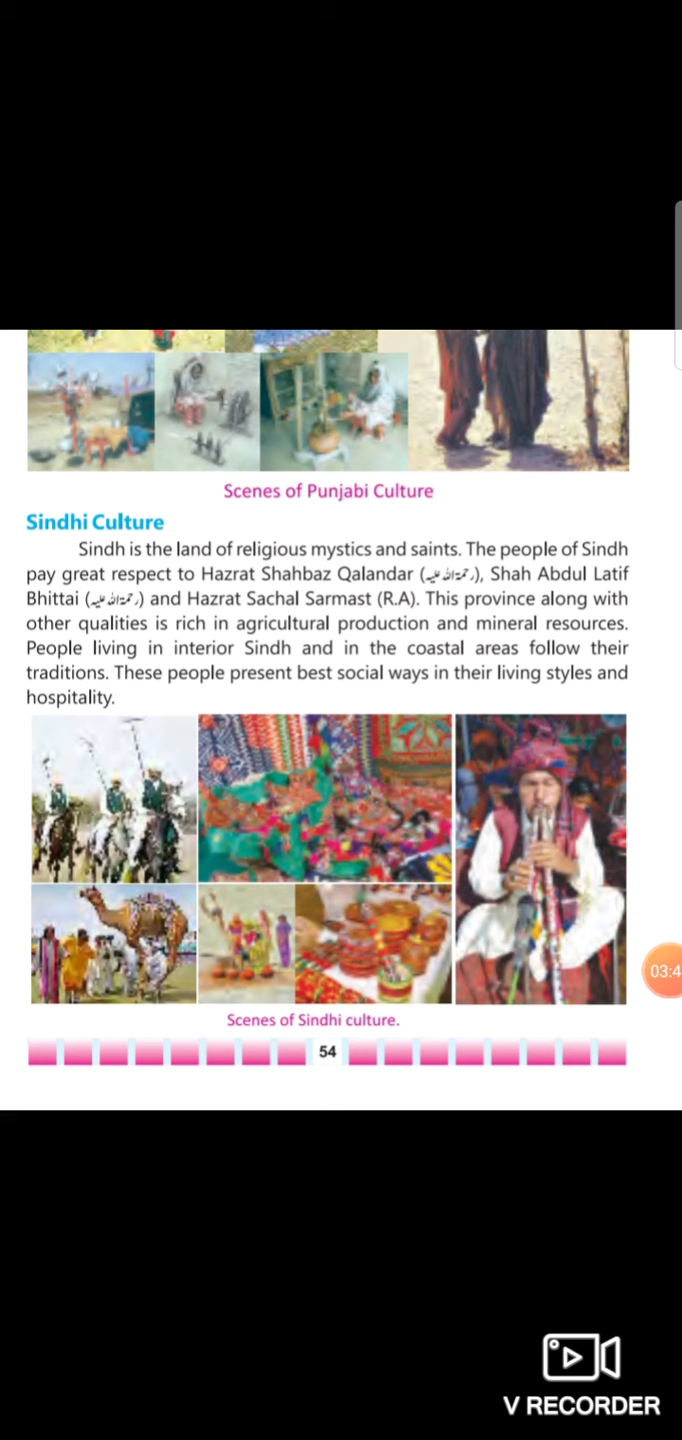 Scenes of Punjabi Culture
Sindhi Culture
Sindh is the land of religious mystics and saints. The people of Sindh
pay great respect to Hazrat Shahbaz Qalandar (رحمۃ اللہ علیہ), Shah Abdul Latif
Bhittai (رحمۃ اللہ علیہ) and Hazrat Sachal Sarmast (R.A). This province along with
other qualities is rich in agricultural production and mineral resources.
People living in interior Sindh and in the coastal areas follow their
traditions. These people present best social ways in their living styles and
hospitality.
Scenes of Sindhi culture.
54
03:4
V RECORDER